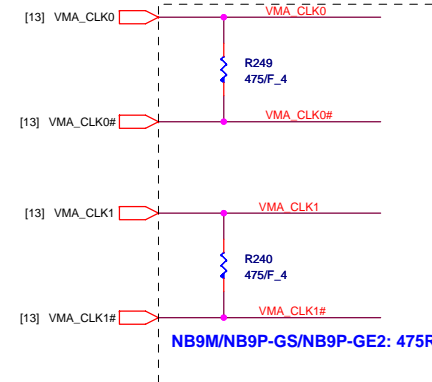 [13] VMA_CLK0 VMA_CLK0
R249
475/F_4
[13] VMA_CLK0# VMA_CLK0#
[13] VMA_CLK1 VMA_CLK1
R240
475/F_4
[13] VMA_CLK1# VMA_CLK1#
NB9M/NB9P-GS/NB9P-GE2: 475R